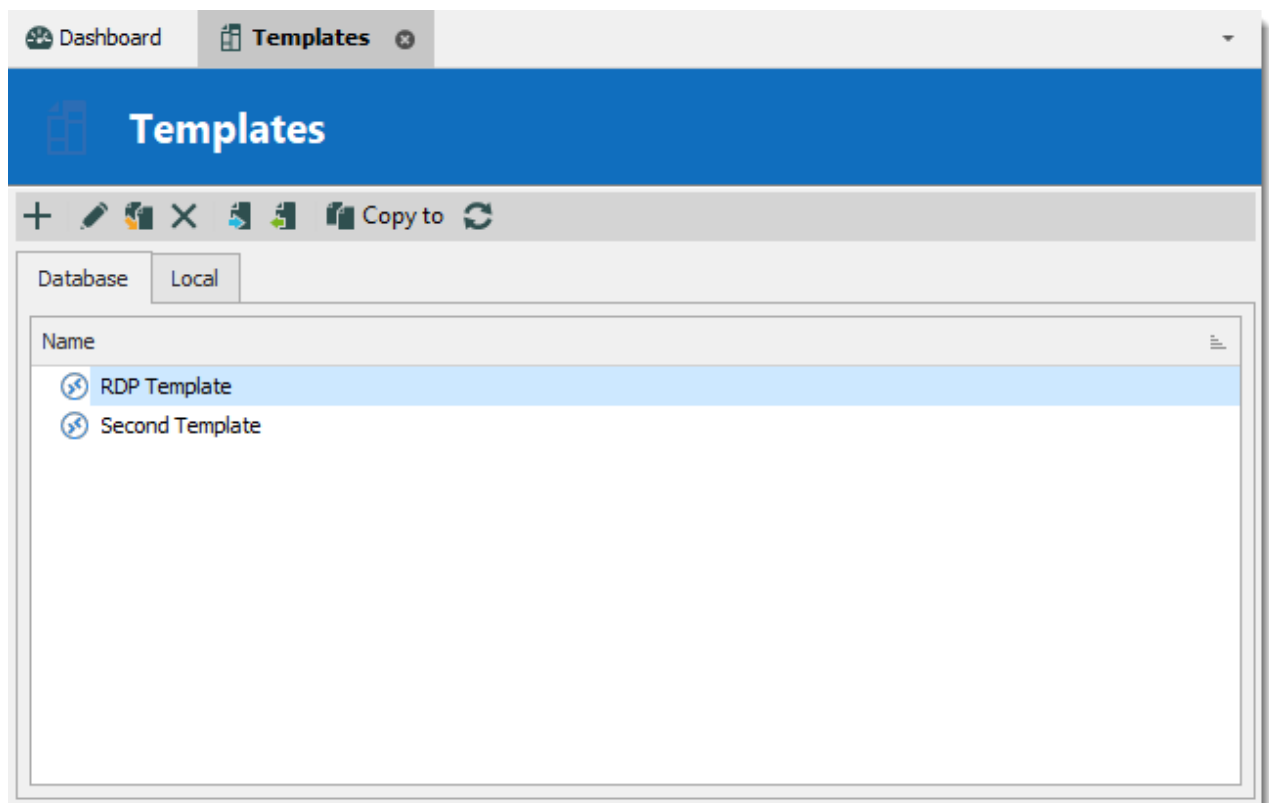 Dashboard Templates
Templates
Copy to
Database Local
Name
RDP Template
Second Template